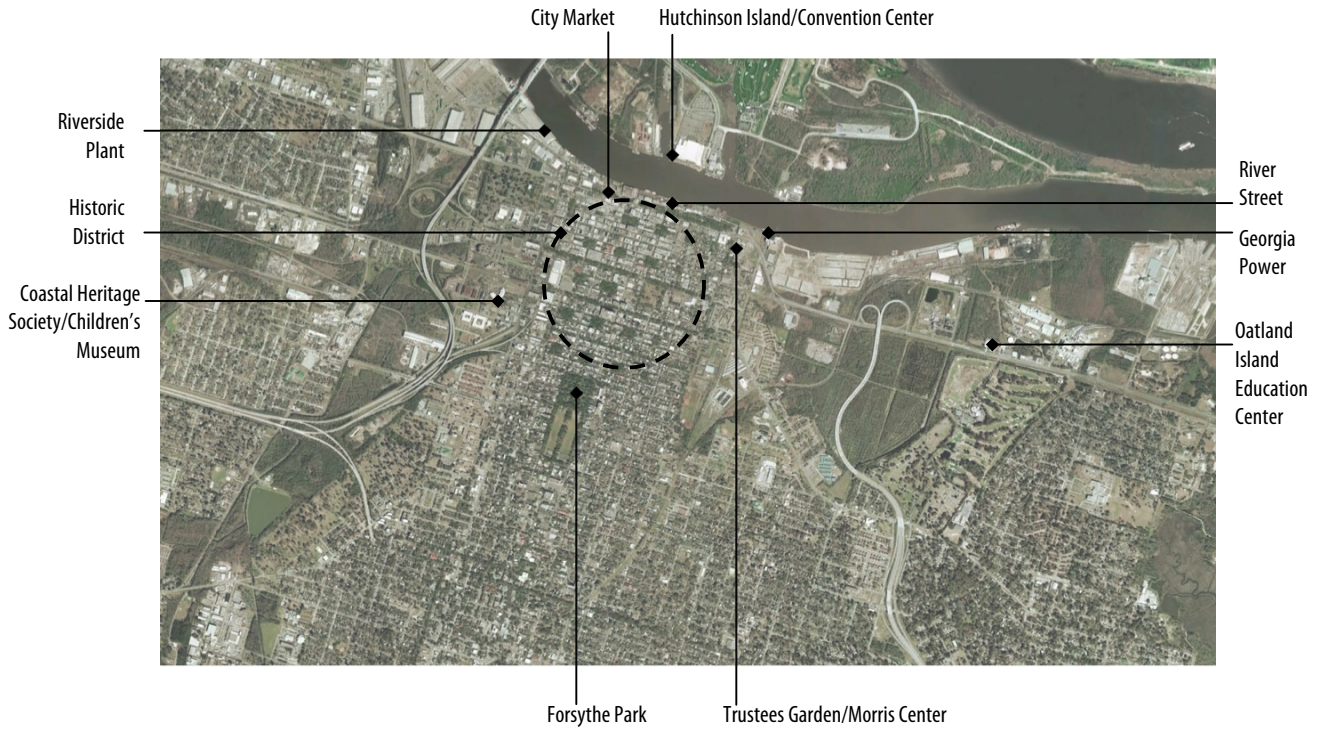 City Market
Hutchinson Island/Convention Center
Riverside
Plant
Historic
District
Coastal Heritage
Society/Children's
Museum
River
Street
Georgia
Power
Oatland
Island
Education
Center
Forsythe Park
Trustees Garden/Morris Center